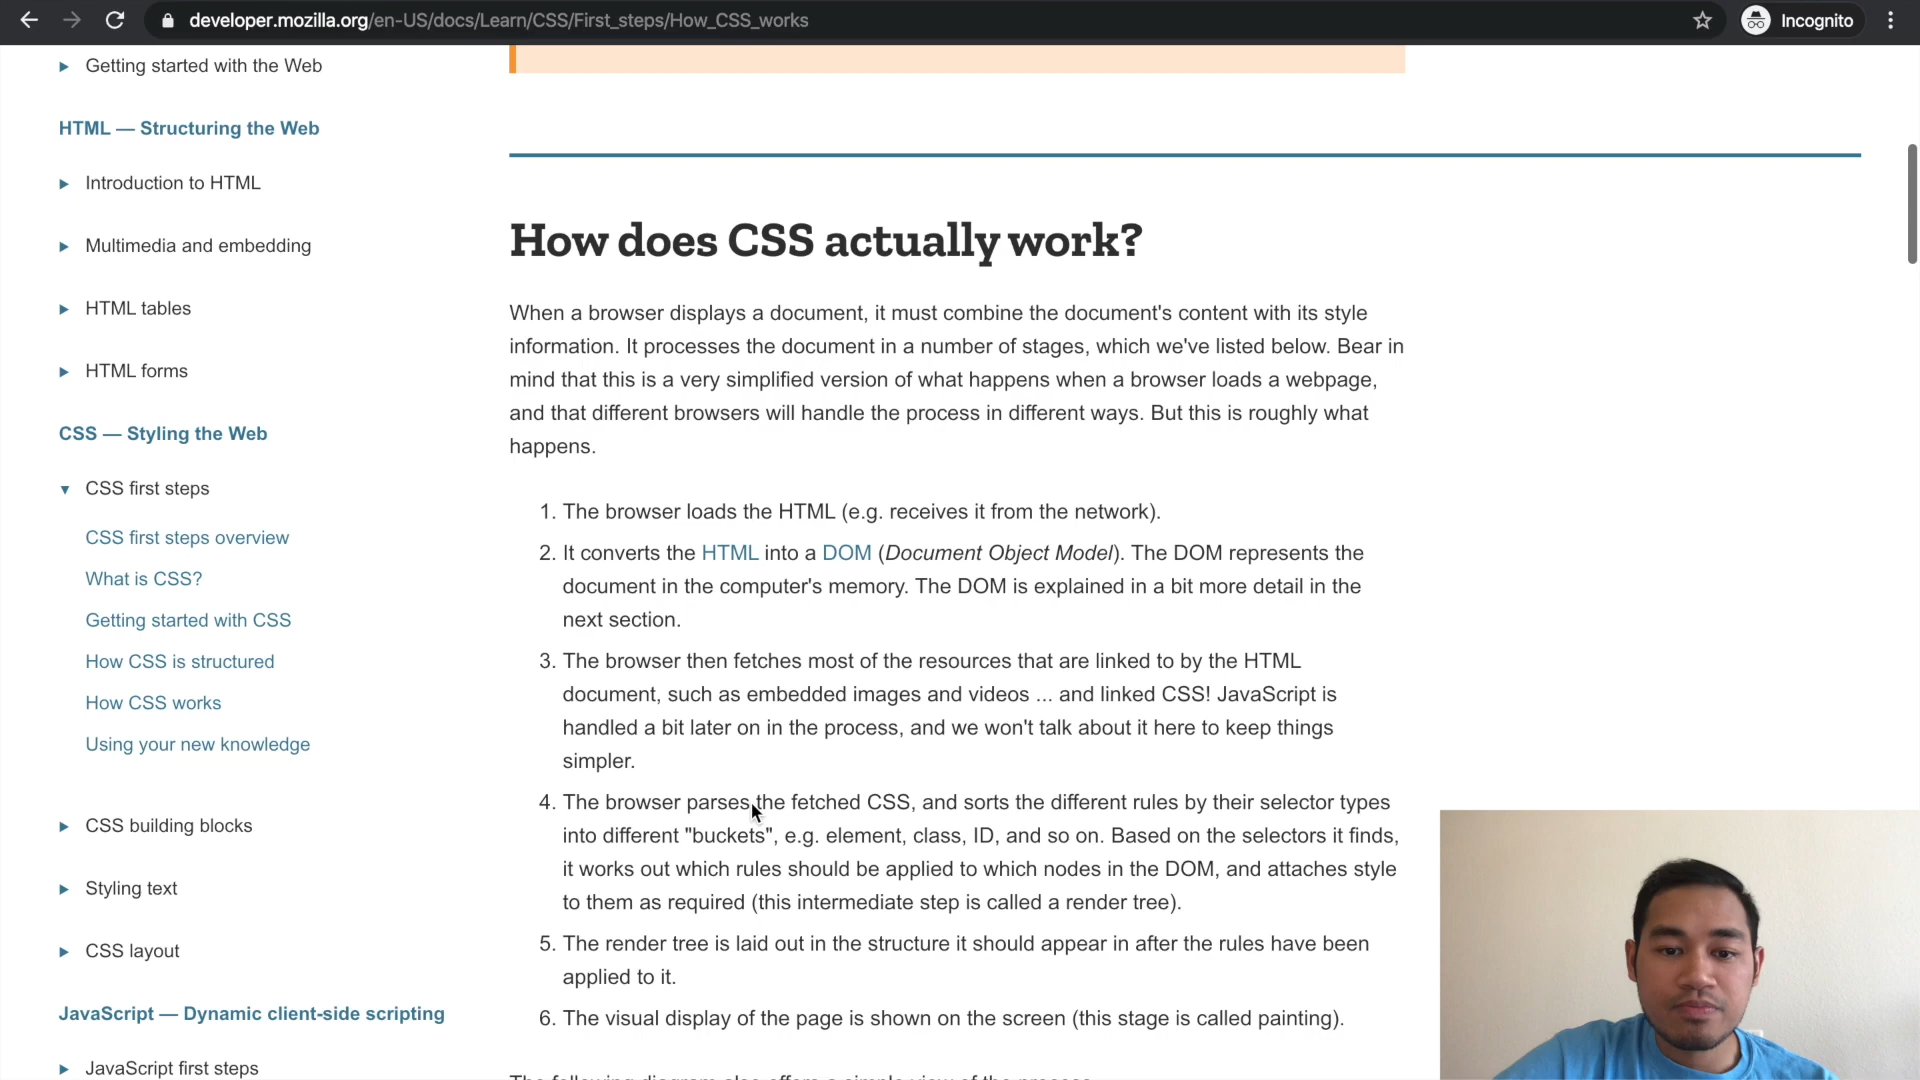 developer.mozilla.org/en-US/docs/Learn/CSS/First_steps/How_CSS_works
Incognito
Getting started with the Web
HTML — Structuring the Web
Introduction to HTML
Multimedia and embedding
HTML tables
HTML forms
CSS — Styling the Web
CSS first steps
CSS first steps overview
What is CSS?
Getting started with CSS
How CSS is structured
How CSS works
Using your new knowledge
CSS building blocks
Styling text
CSS layout
JavaScript — Dynamic client-side scripting
JavaScript first steps
How does CSS actually work?
When a browser displays a document, it must combine the document's content with its style
information. It processes the document in a number of stages, which we've listed below. Bear in
mind that this is a very simplified version of what happens when a browser loads a webpage,
and that different browsers will handle the process in different ways. But this is roughly what
happens.
1. The browser loads the HTML (e.g. receives it from the network).
2. It converts the HTML into a DOM (Document Object Model). The DOM represents the
document in the computer's memory. The DOM is explained in a bit more detail in the
next section.
3. The browser then fetches most of the resources that are linked to by the HTML
document, such as embedded images and videos ... and linked CSS! JavaScript is
handled a bit later on in the process, and we won't talk about it here to keep things
simpler.
4. The browser parses the fetched CSS, and sorts the different rules by their selector types
into different "buckets", e.g. element, class, ID, and so on. Based on the selectors it finds,
it works out which rules should be applied to which nodes in the DOM, and attaches style
to them as required (this intermediate step is called a render tree).
5. The render tree is laid out in the structure it should appear in after the rules have been
applied to it.
6. The visual display of the page is shown on the screen (this stage is called painting).
The following diagram also offers a simple view of the process